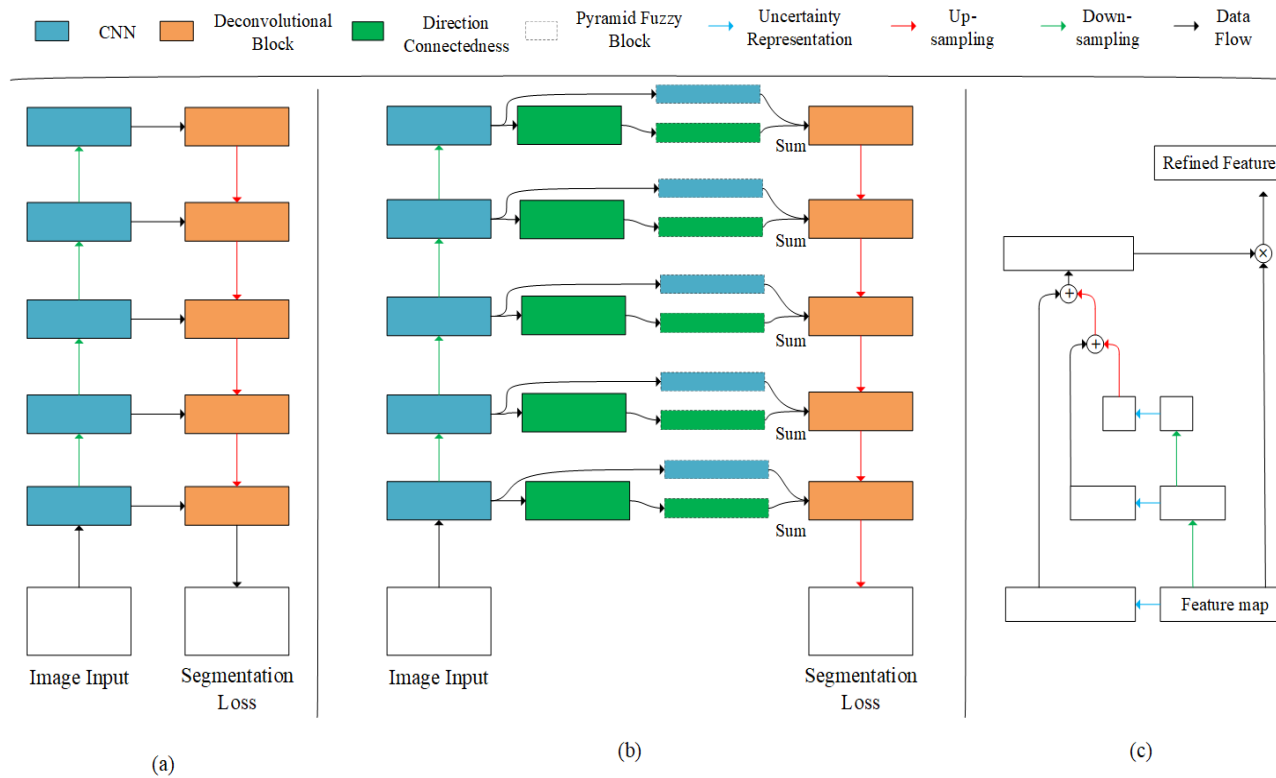 CNN
Deconvolutional
Block
Direction
Connectedness
Pyramid Fuzzy
Block
Uncertainty
Representation
Up-
sampling
Down-
sampling
Data
Flow
Image Input
Segmentation
Loss
(a)
Sum
Sum
Sum
Sum
Sum
Image Input
Segmentation
Loss
(b)
Refined Feature
Feature map
(c)